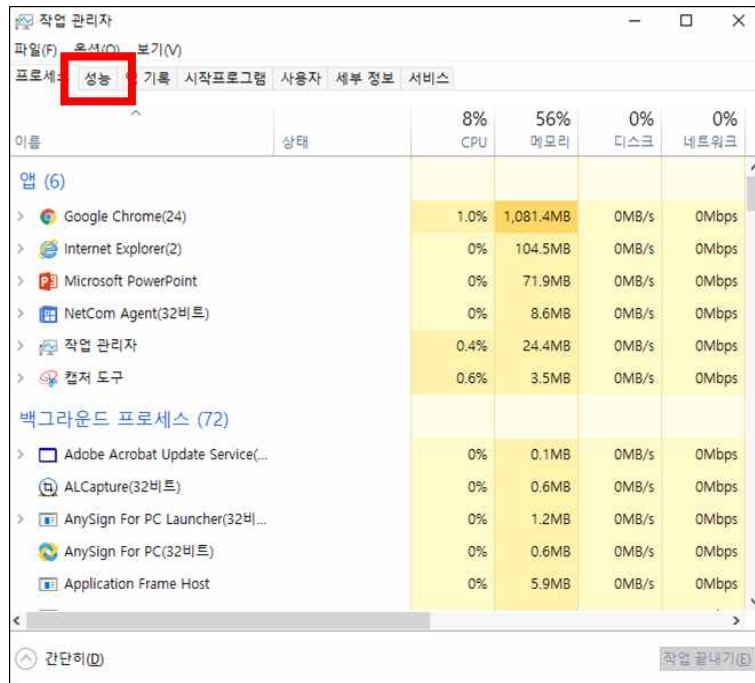 작업 관리자
파일(F) 옵션(O) 보기(V)
프로세스 성능 앱 기록 시작프로그램 사용자 세부 정보 서비스
8% 56% 0% 0%
이름 상태 CPU 메모리 디스크 네트워크
앱 (6)
Google Chrome(24) 1.0% 1,081.4MB 0MB/s 0Mbps
Internet Explorer(2) 0% 104.5MB 0MB/s 0Mbps
Microsoft PowerPoint 0% 71.9MB 0MB/s 0Mbps
NetCom Agent(32비트) 0% 8.6MB 0MB/s 0Mbps
작업 관리자 0.4% 24.4MB 0MB/s 0Mbps
캡처 도구 0.6% 3.5MB 0MB/s 0Mbps
백그라운드 프로세스 (72)
Adobe Acrobat Update Service(... 0% 0.1MB 0MB/s 0Mbps
ALCapture(32비트) 0% 0.6MB 0MB/s 0Mbps
AnySign For PC Launcher(32비... 0% 1.2MB 0MB/s 0Mbps
AnySign For PC(32비트) 0% 0.6MB 0MB/s 0Mbps
Application Frame Host 0% 5.9MB 0MB/s 0Mbps
간단히(D) 작업 끝내기(E)